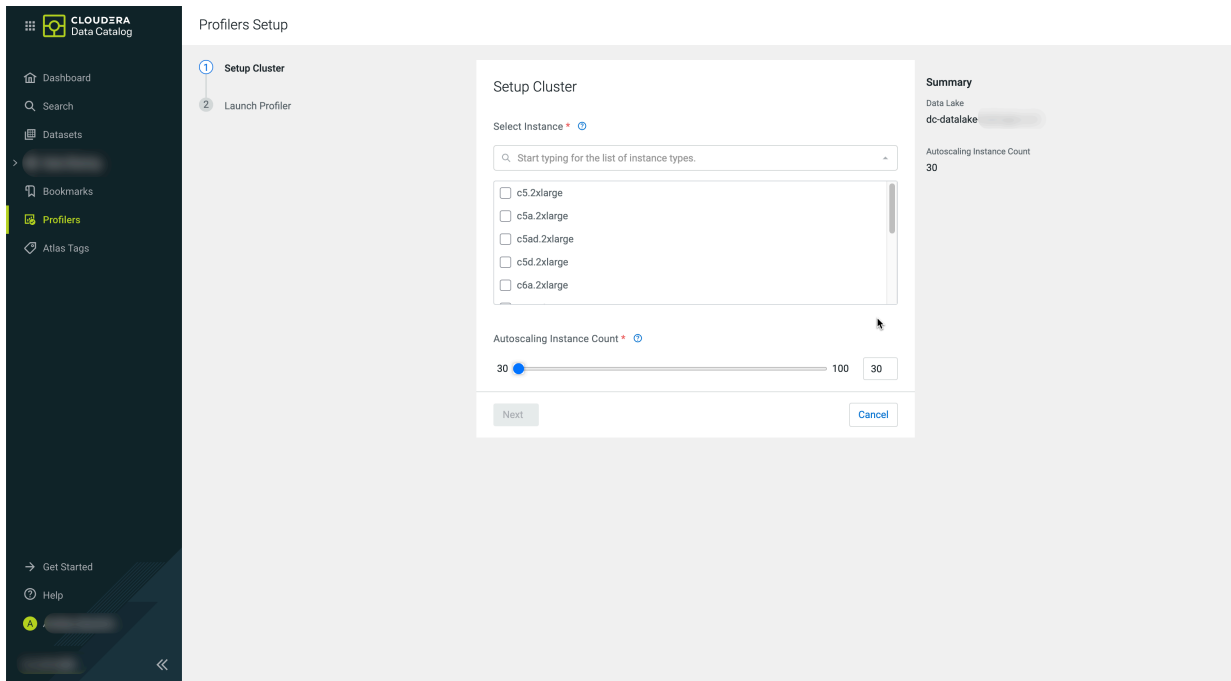 CLOUDERA
Data Catalog
Dashboard
Search
Datasets
Bookmarks
Profilers
Atlas Tags
Get Started
Help
A
Profilers Setup
1 Setup Cluster
2 Launch Profiler
Setup Cluster
Select Instance *
Start typing for the list of instance types.
c5.2xlarge
c5a.2xlarge
c5ad.2xlarge
c5d.2xlarge
c6a.2xlarge
Autoscaling Instance Count *
30 100 30
Next Cancel
Summary
Data Lake
dc-datalake
Autoscaling Instance Count
30